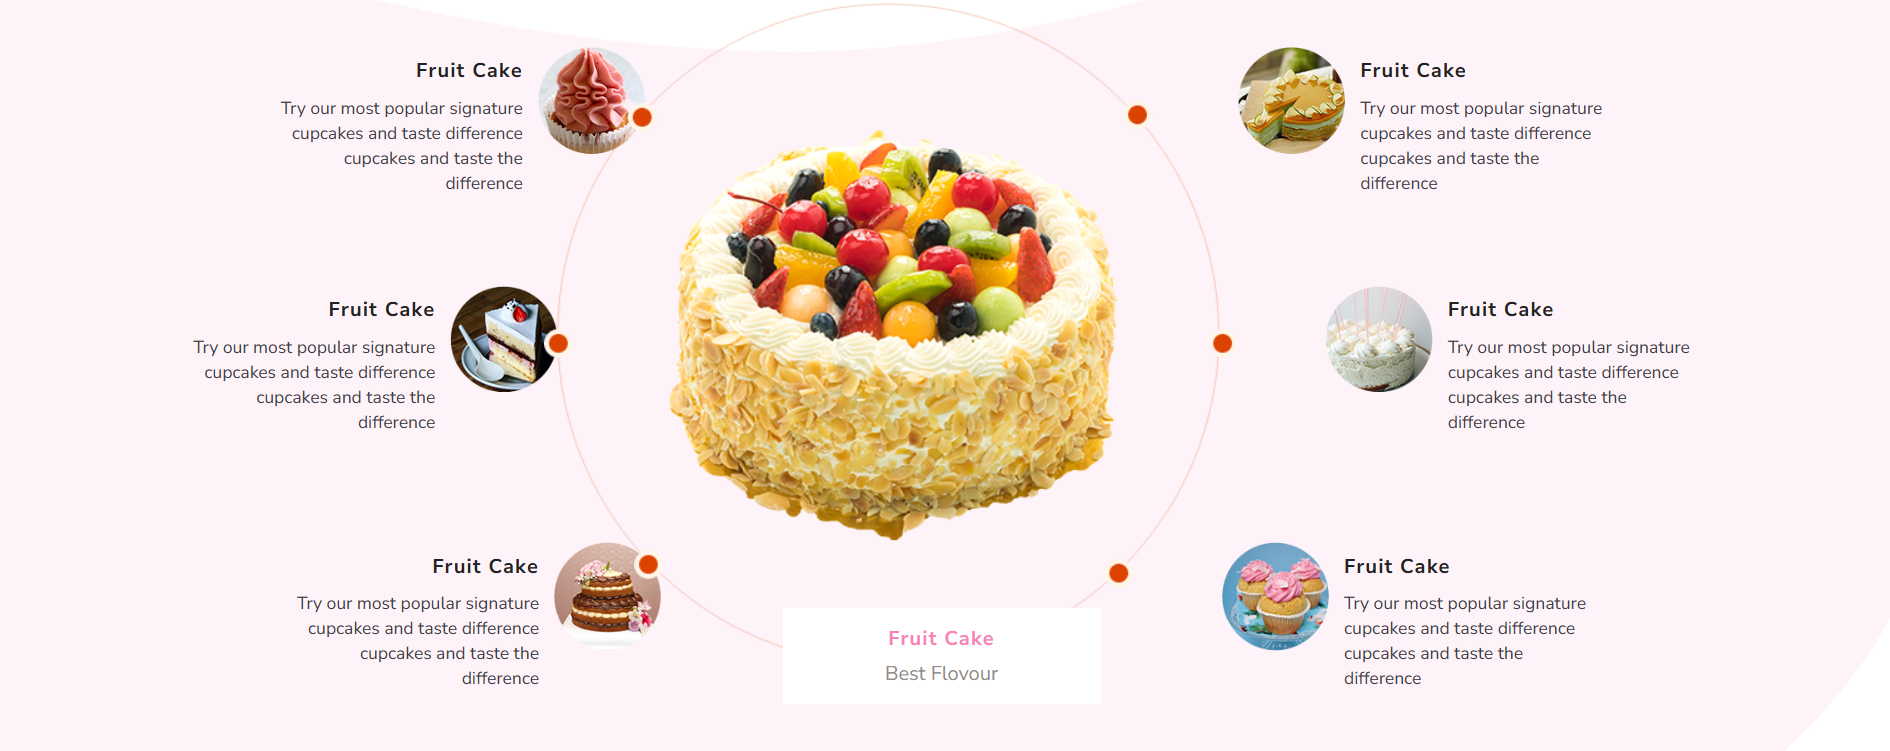 Fruit Cake
Try our most popular signature
cupcakes and taste difference
cupcakes and taste the
difference
Fruit Cake
Try our most popular signature
cupcakes and taste difference
cupcakes and taste the
difference
Fruit Cake
Try our most popular signature
cupcakes and taste difference
cupcakes and taste the
difference
Fruit Cake
Best Flovour
Fruit Cake
Try our most popular signature
cupcakes and taste difference
cupcakes and taste the
difference
Fruit Cake
Try our most popular signature
cupcakes and taste difference
cupcakes and taste the
difference
Fruit Cake
Try our most popular signature
cupcakes and taste difference
cupcakes and taste the
difference